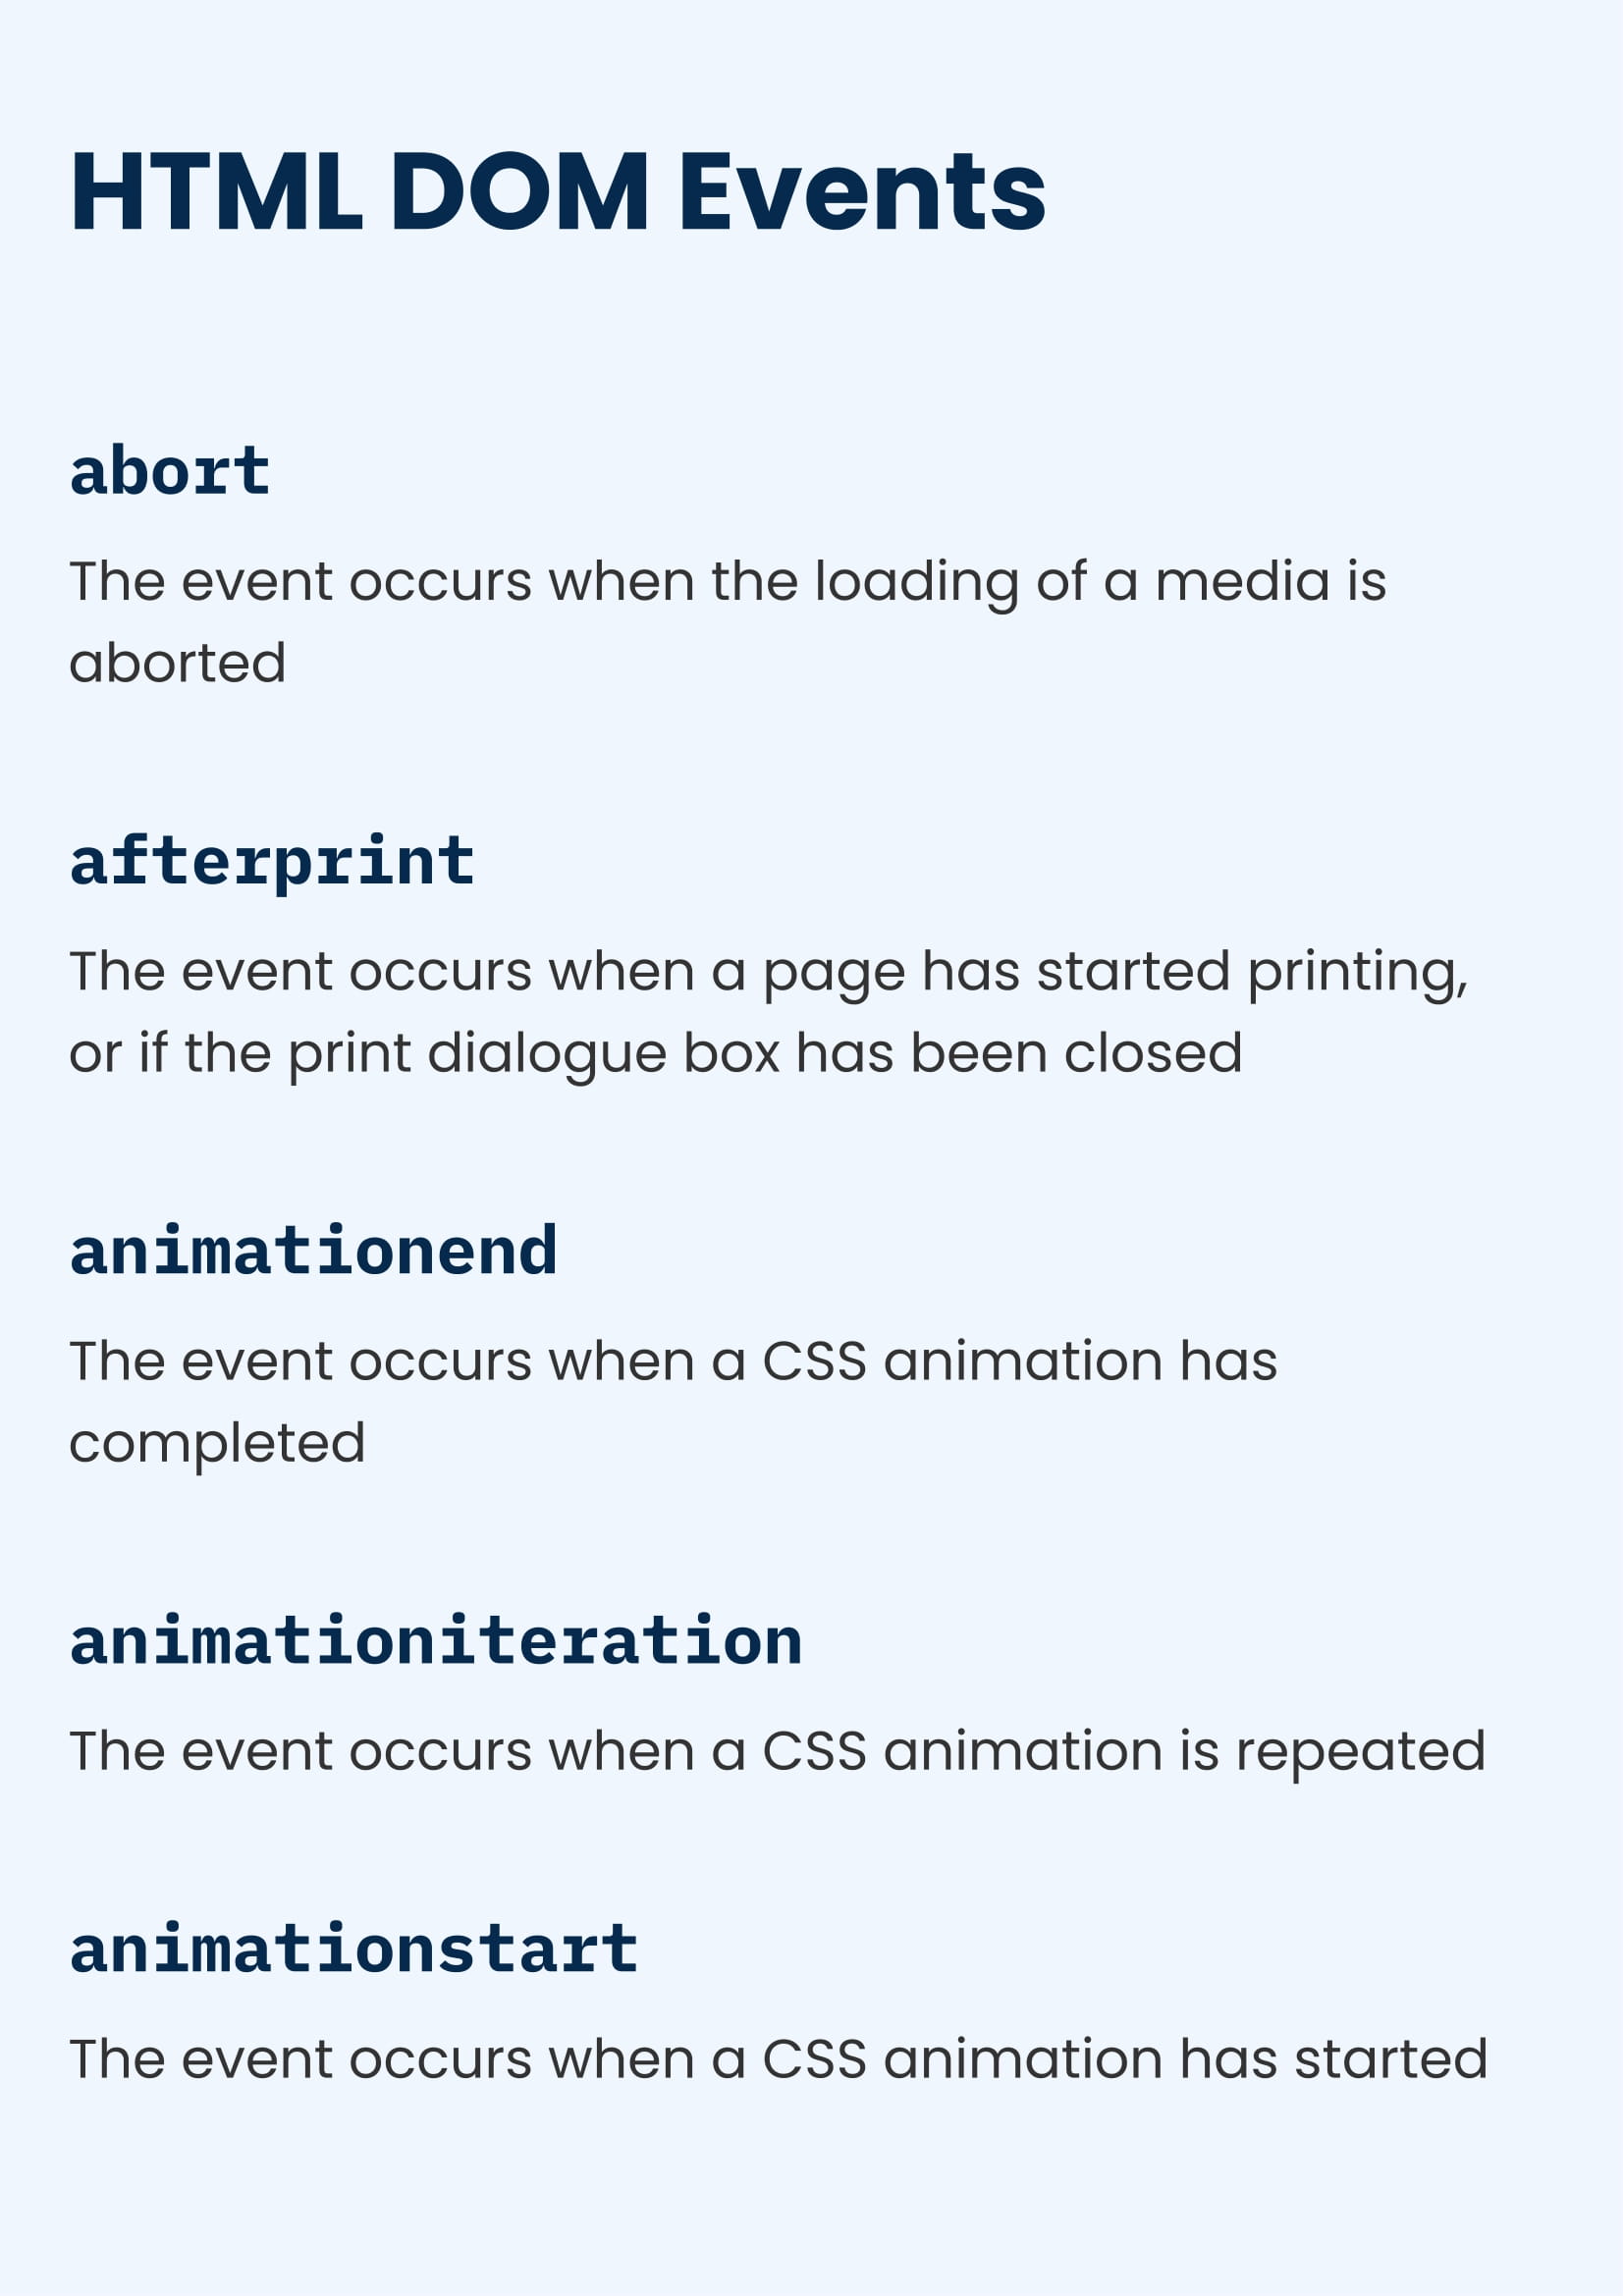 HTML DOM Events
abort
The event occurs when the loading of a media is
aborted
afterprint
The event occurs when a page has started printing,
or if the print dialogue box has been closed
animationend
The event occurs when a CSS animation has
completed
animationiteration
The event occurs when a CSS animation is repeated
animationstart
The event occurs when a CSS animation has started